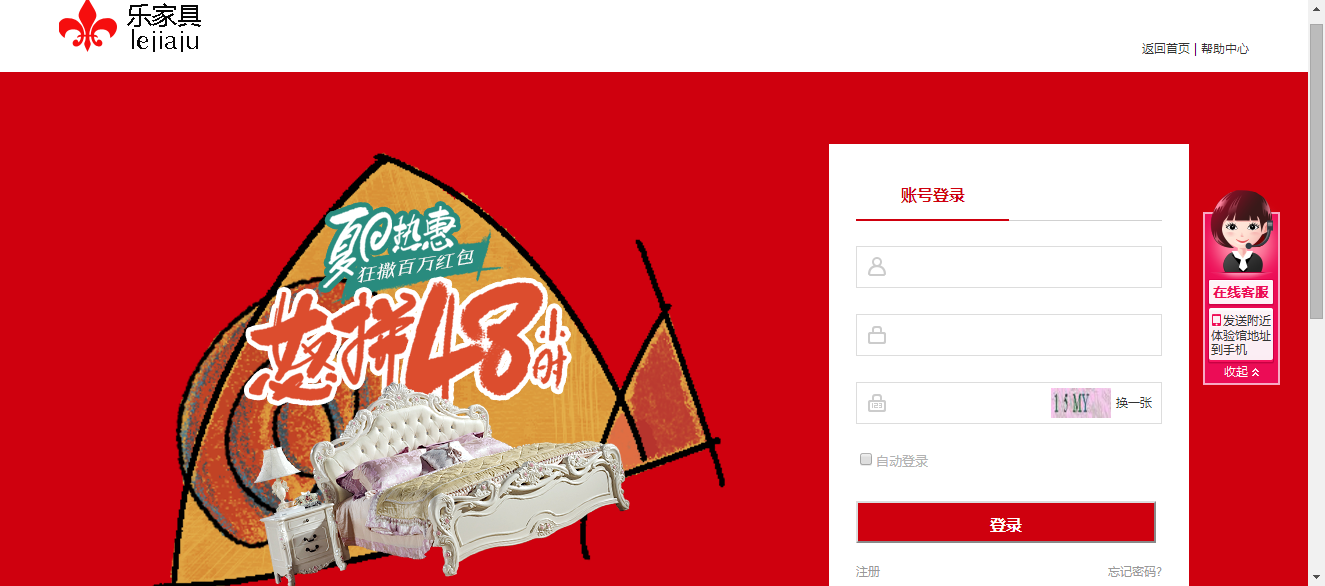 乐家具
lejiaju
返回首页 | 帮助中心
账号登录
夏日热惠
狂撒百万红包
惹拼48小时
15MY 换一张
自动登录
登录
注册 忘记密码?
在线客服
发送附近
体验馆地址
到手机
收起